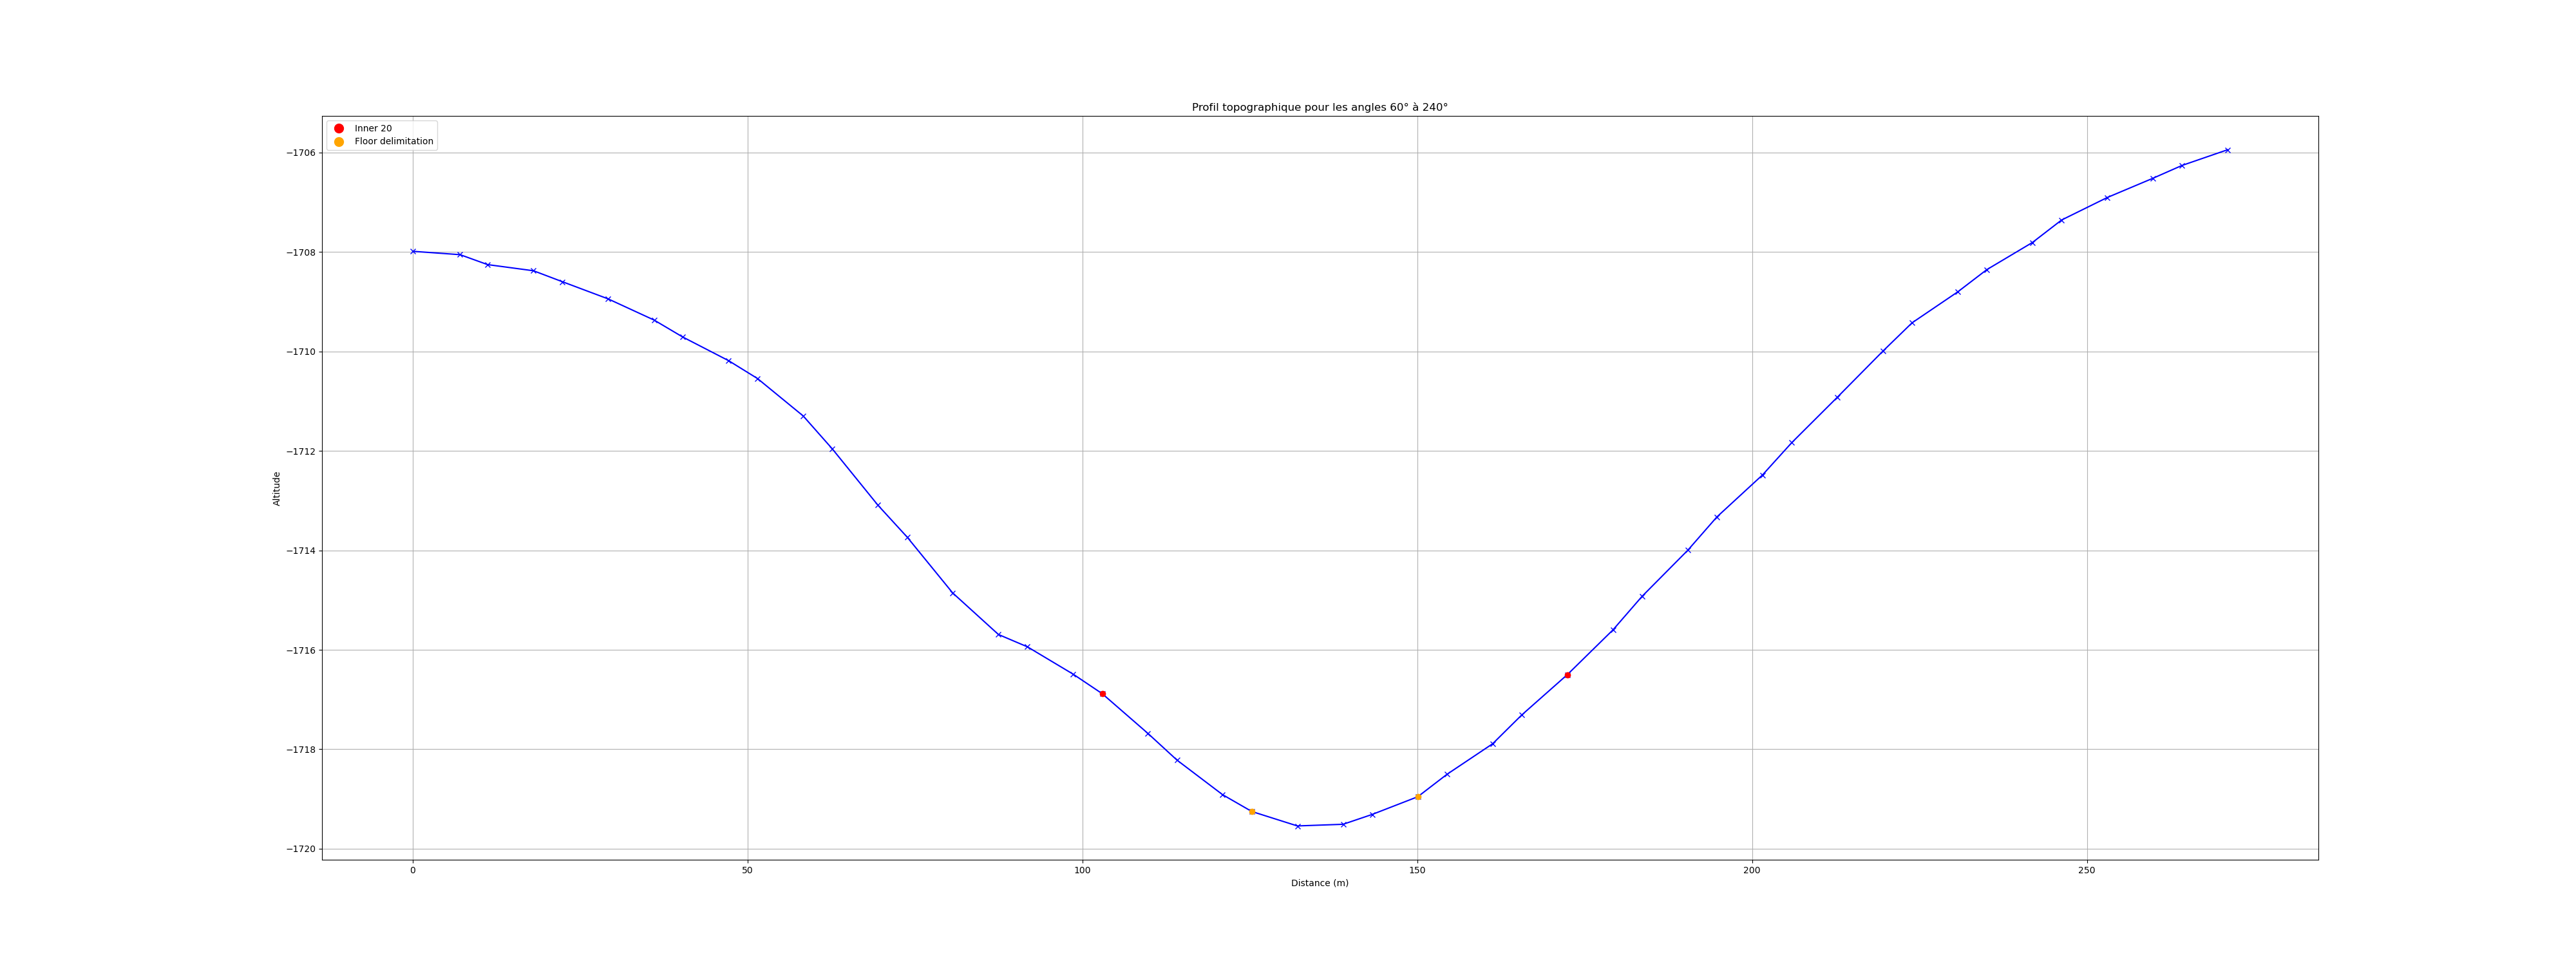 Profil topographique pour les angles 60° à 240°
Inner 20
Floor delimitation
−1706
−1708
−1710
−1712
−1714
−1716
−1718
−1720
Altitude
0 50 100 150 200 250
Distance (m)